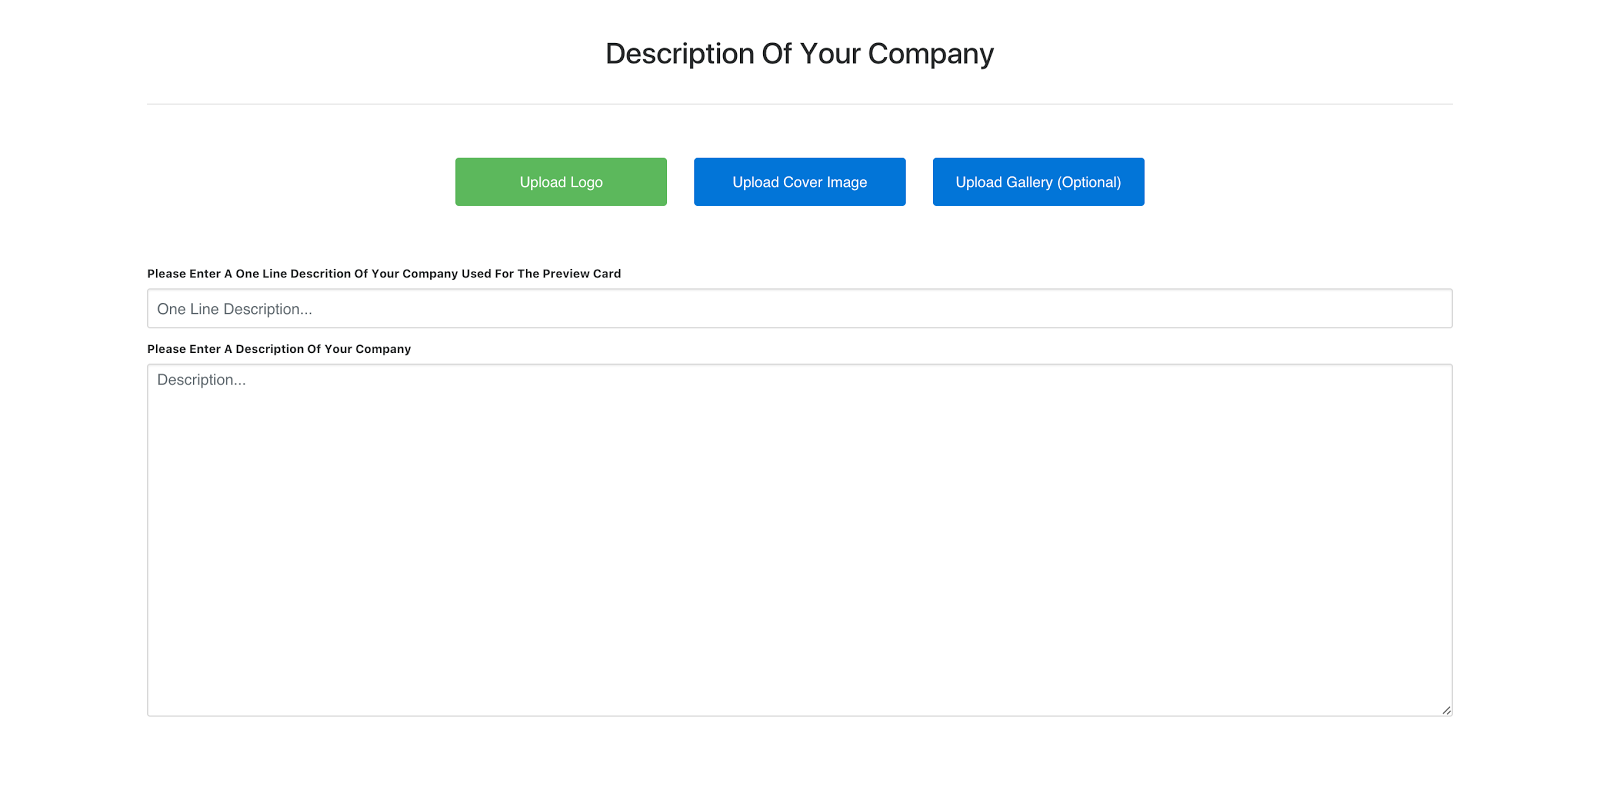 Description Of Your Company
Upload Logo
Upload Cover Image
Upload Gallery (Optional)
Please Enter A One Line Descrition Of Your Company Used For The Preview Card
One Line Description...
Please Enter A Description Of Your Company
Description...